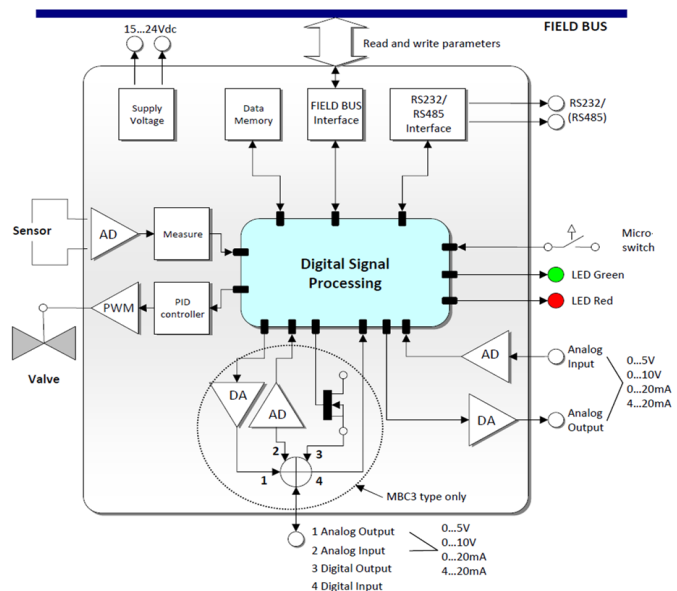 FIELD BUS
15...24Vdc
Read and write parameters
Supply
Voltage
Data
Memory
FIELD BUS
Interface
RS232/
RS485
Interface
RS232/
(RS485)
Sensor
AD
Measure
Digital Signal
Processing
Micro-
switch
LED Green
LED Red
PWM
PID
controller
Valve
DA
AD
AD
Analog
Input
DA
Analog
Output
0...5V
0...10V
0...20mA
4...20mA
2
3
1
4
MBC3 type only
1 Analog Output
2 Analog Input
3 Digital Output
4 Digital Input
0...5V
0...10V
0...20mA
4...20mA